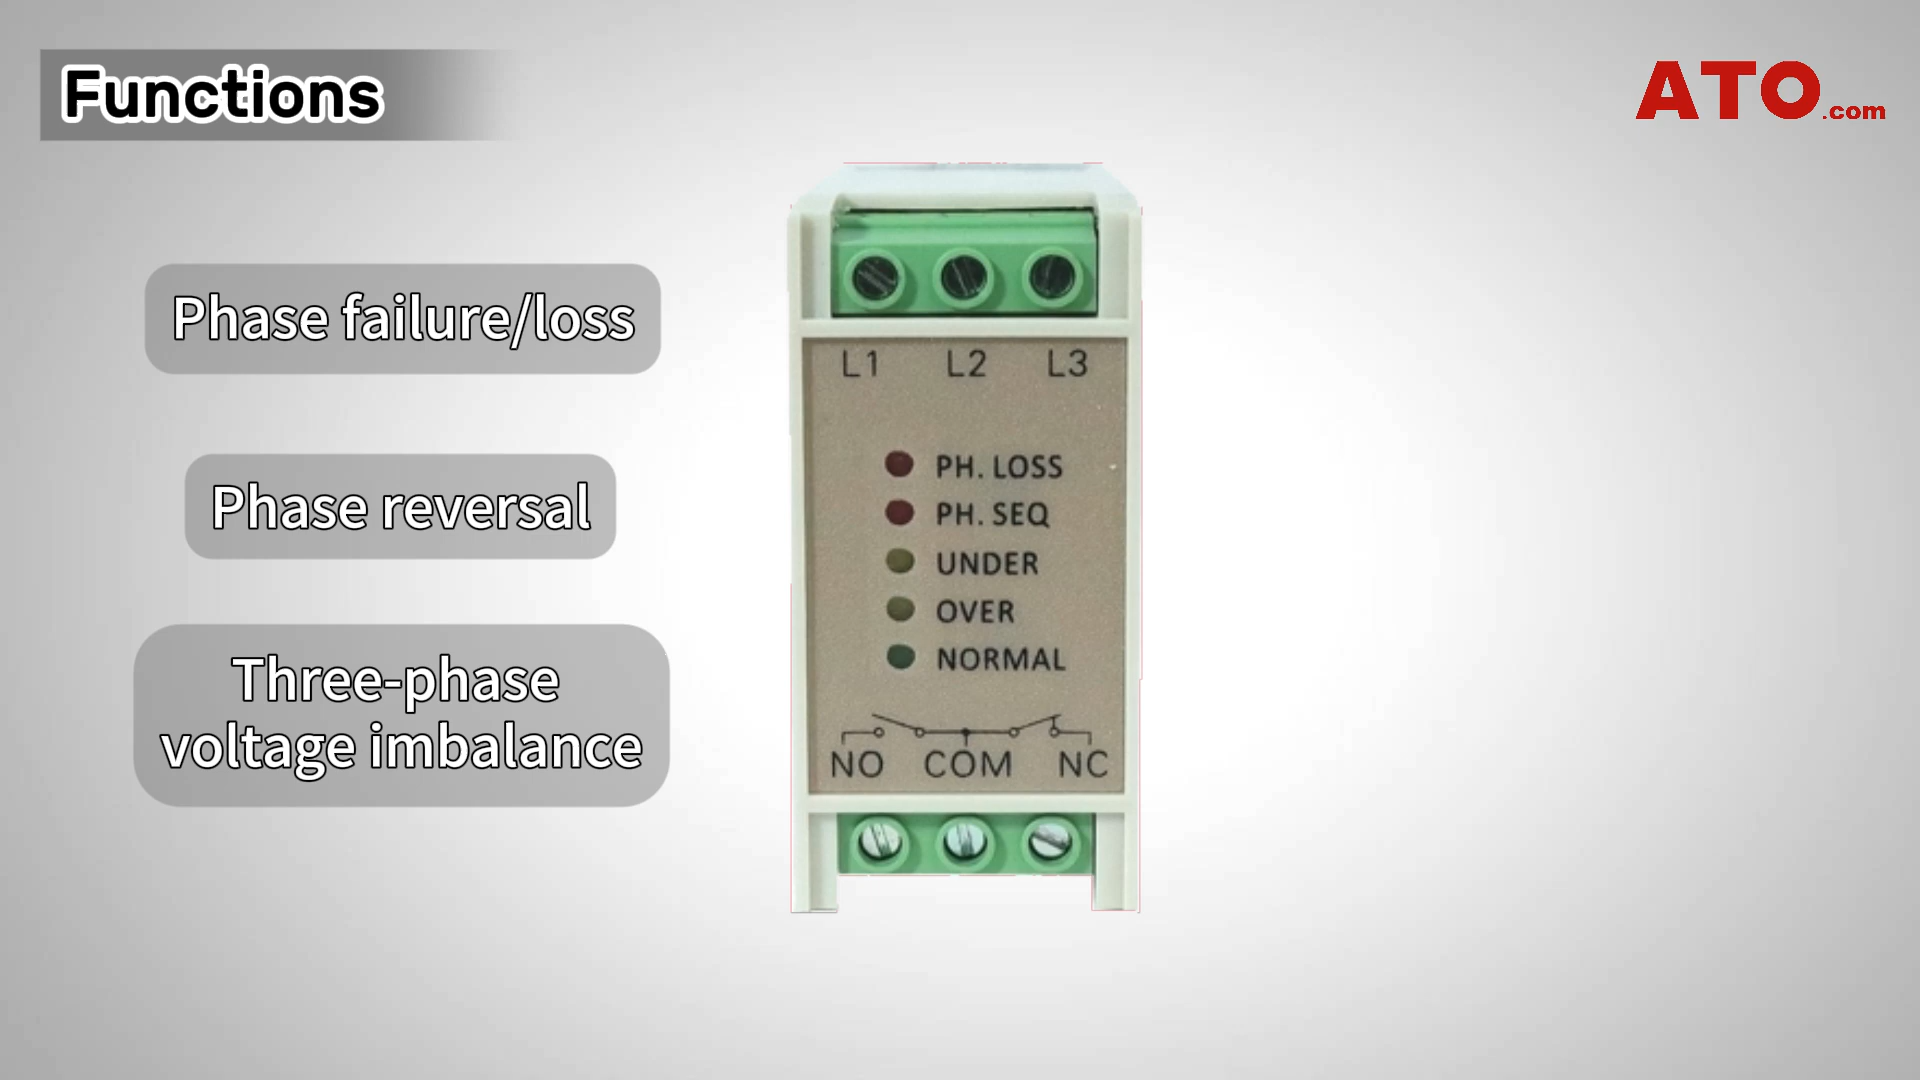 Functions
ATO.com
Phase failure/loss
Phase reversal
Three-phase
voltage imbalance
L1 L2 L3
PH. LOSS
PH. SEQ
UNDER
OVER
NORMAL
NO COM NC